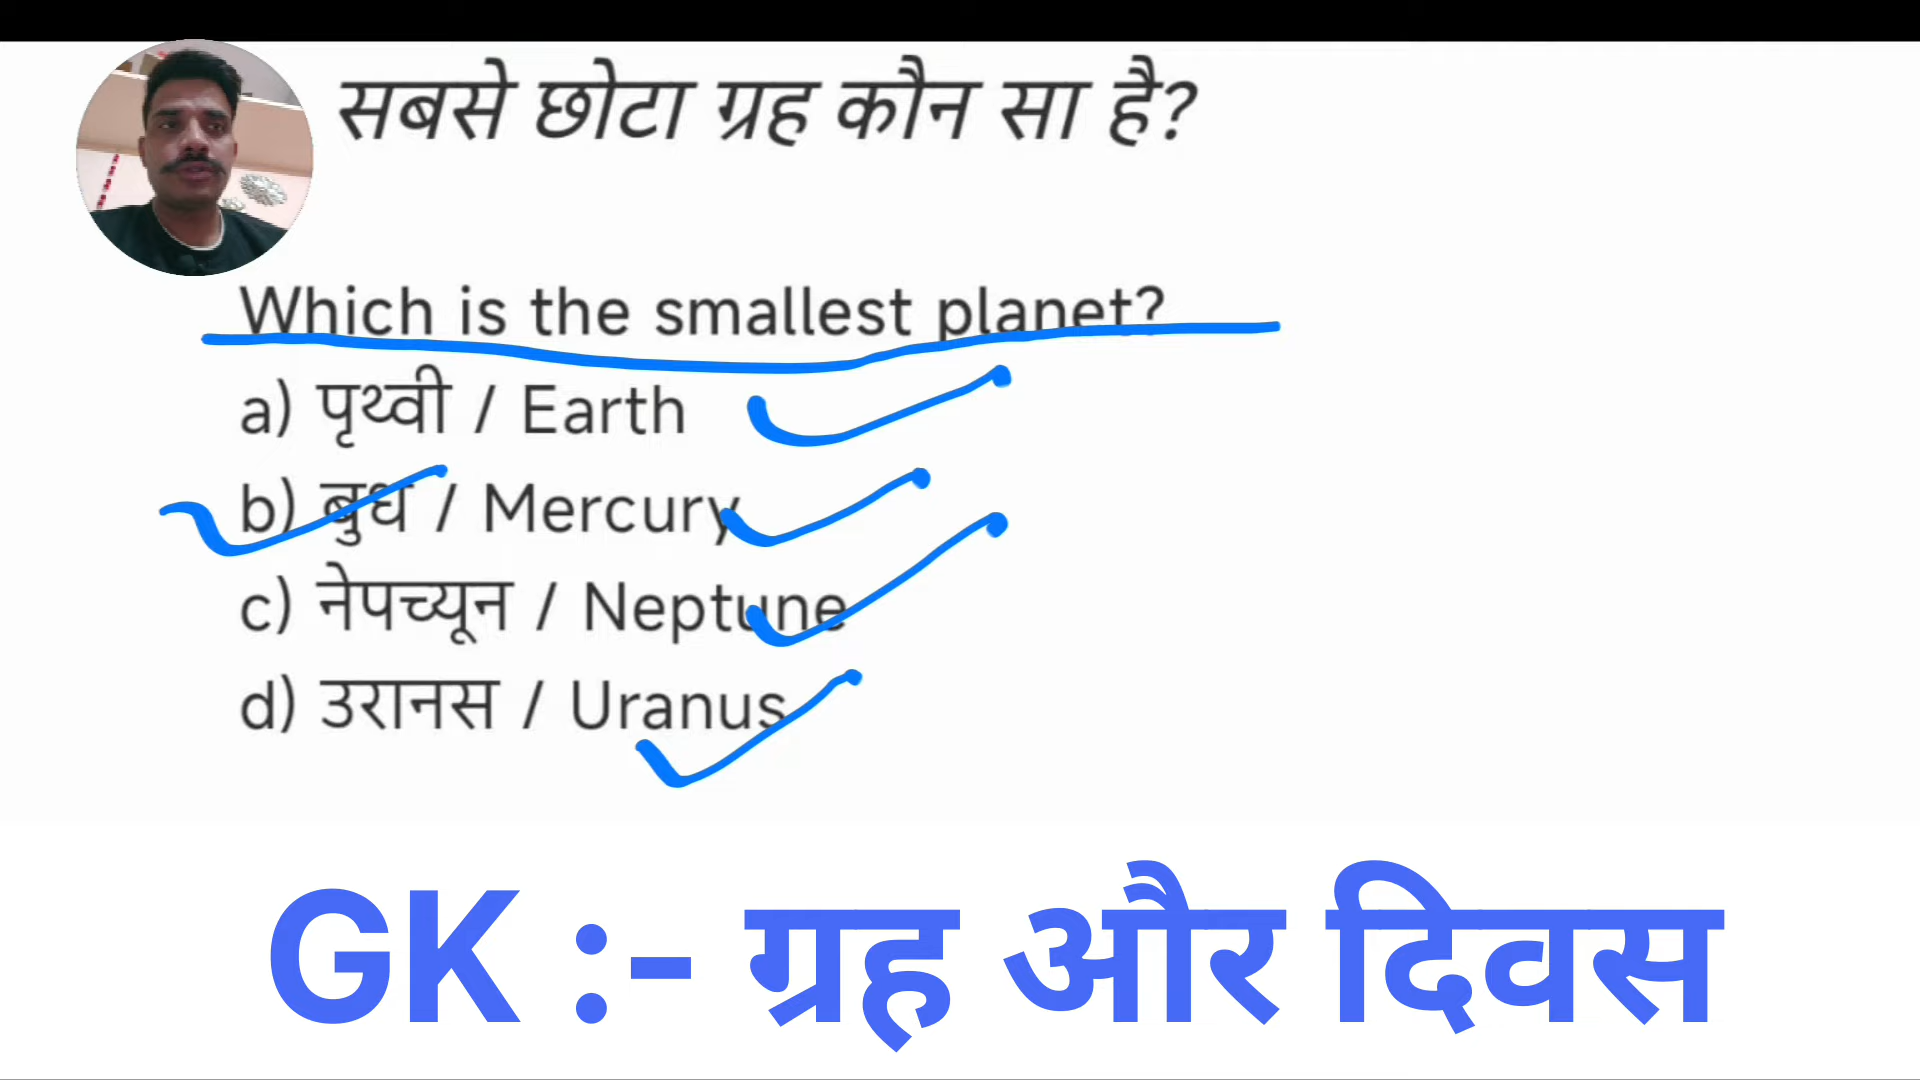 सबसे छोटा ग्रह कौन सा है?
Which is the smallest planet?
a) पृथ्वी / Earth
b) बुध / Mercury
c) नेपच्यून / Neptune
d) उरानस / Uranus
GK :- ग्रह और दिवस